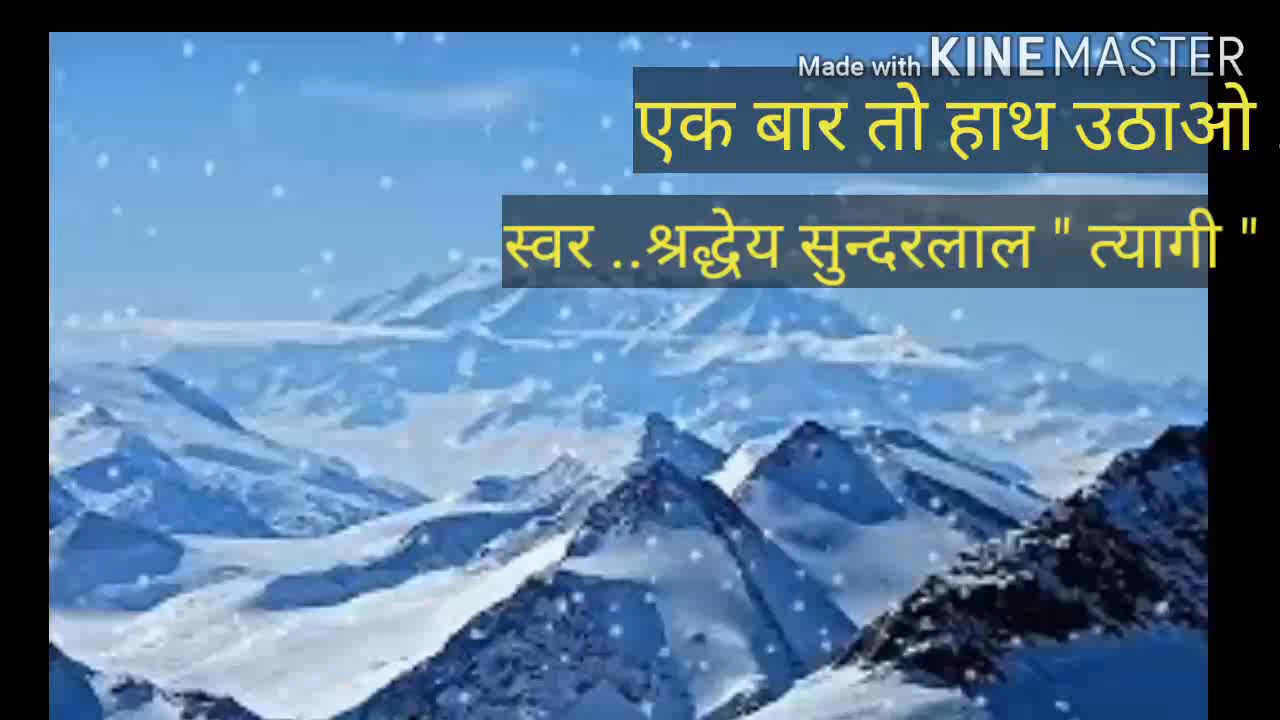 Made with KINEMASTER
एक बार तो हाथ उठाओ .
स्वर ..श्रद्धेय सुन्दरलाल " त्यागी "